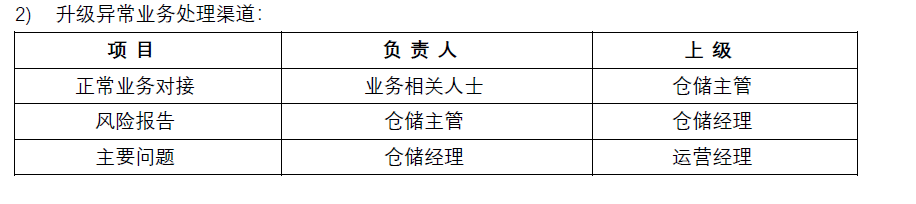 2) 升级异常业务处理渠道：
项 目 负 责 人 上 级
正常业务对接 业务相关人士 仓储主管
风险报告 仓储主管 仓储经理
主要问题 仓储经理 运营经理